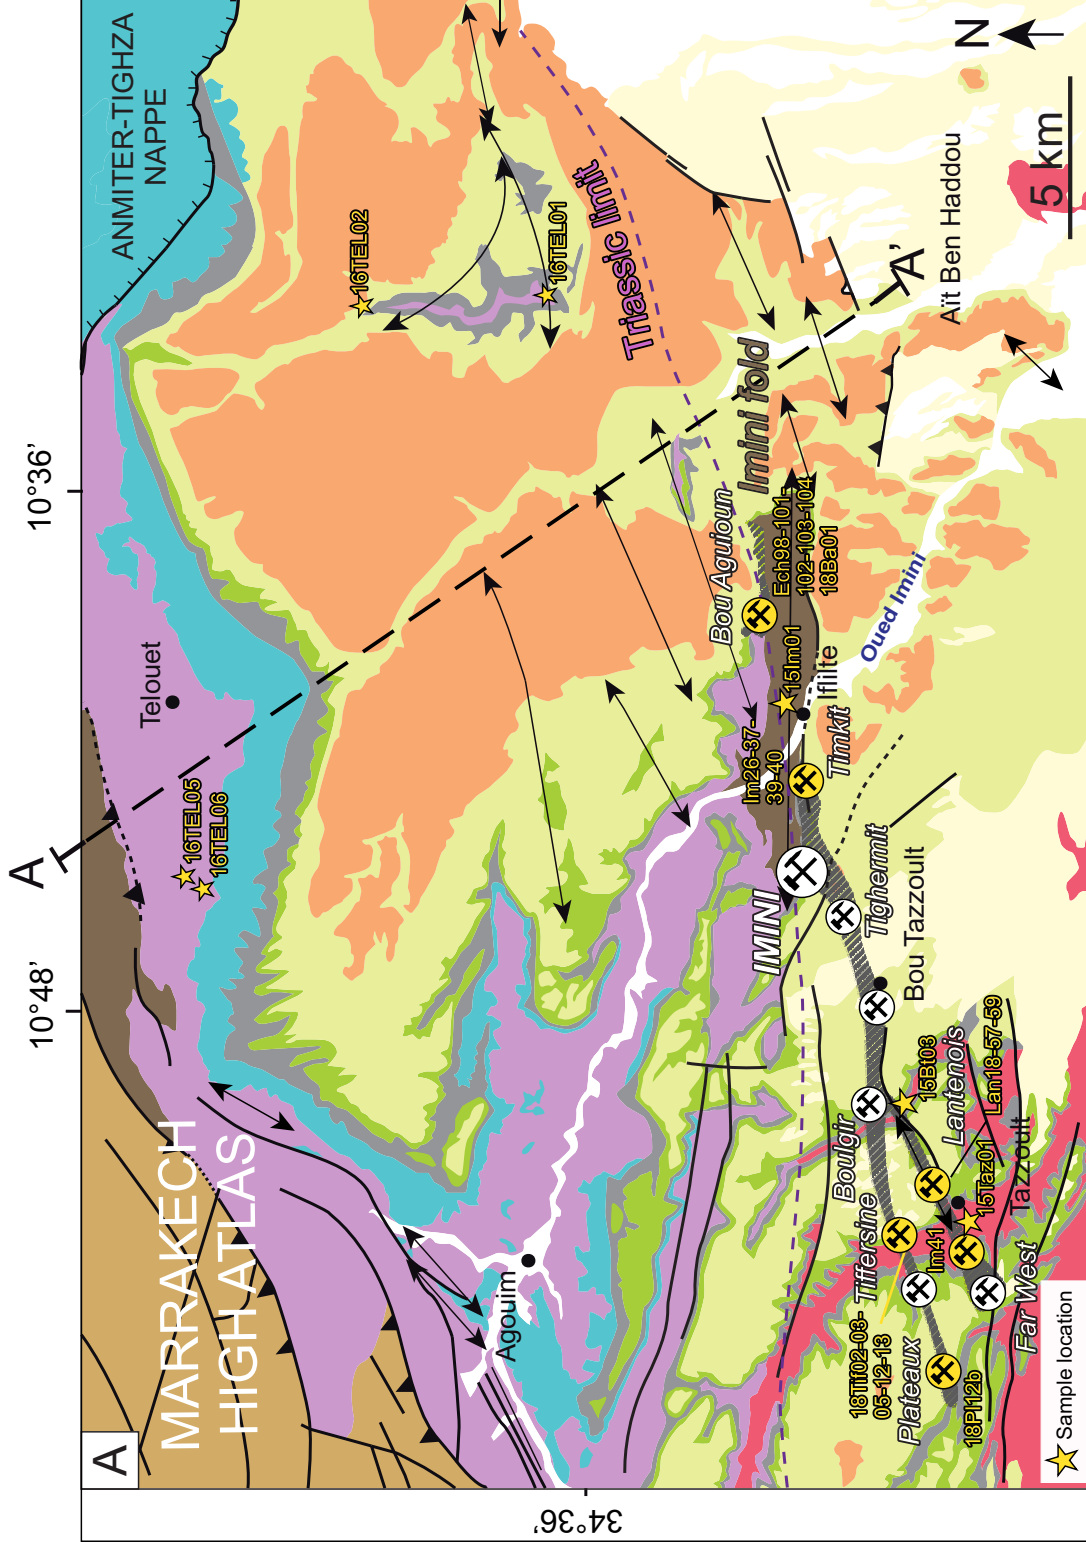 A
MARRAKECH
HIGH ATLAS
10°48'
A
10°36'
ANMITER-TIGHZA
NAPPE
Telouet
16TEL05
16TEL06
16TEL02
16TEL01
Triassic limit
34°36'
Agouim
Imini fold
Bou Aguioun
Ech98-101-
102-103-104
18Ba01
15Im01
Im26-37-
39-40
Iflilte
Timkit
IMINI
Tighermit
Bou Tazzoult
Oued Imini
A'
Aït Ben Haddou
N
5 km
Boulgir
15Bt03
Lantenois
Lan18-57-59
Tiffersine
18Tif02-03-
05-12-13
Im41
15Taz01
Tazzoult
Plateaux
18Pl12b
Far West
Sample location